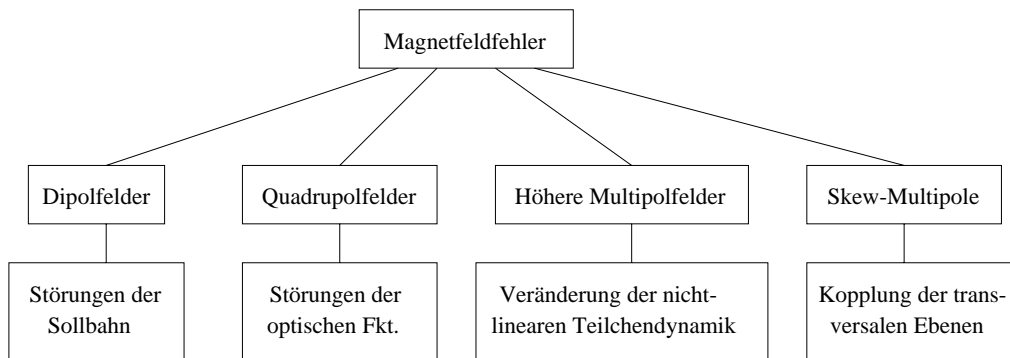 Magnetfeldfehler
Dipolfelder
Quadrupolfelder
Höhere Multipolfelder
Skew-Multipole
Störungen der
Sollbahn
Störungen der
optischen Fkt.
Veränderung der nicht-
linearen Teilchendynamik
Kopplung der trans-
versalen Ebenen